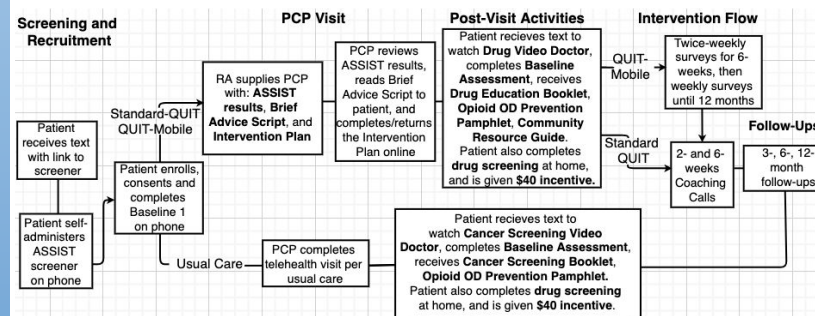 Screening and
Recruitment
PCP Visit
Post-Visit Activities
Intervention Flow
Patient
receives text
with link to
screener
Patient self-
administers
ASSIST
screener
on phone
Standard-QUIT
QUIT-Mobile
Patient enrolls,
consents and
completes
Baseline 1
on phone
Usual Care
RA supplies PCP
with: ASSIST
results, Brief
Advice Script, and
Intervention Plan
PCP reviews
ASSIST results,
reads Brief
Advice Script to
patient, and
completes/returns
the Intervention
Plan online
PCP completes
telehealth visit per
usual care
Patient recieves text to
watch Drug Video Doctor,
completes Baseline
Assessment, receives
Drug Education Booklet,
Opioid OD Prevention
Pamphlet, Community
Resource Guide.
Patient also completes
drug screening at home,
and is given $40 incentive.
Patient recieves text to
watch Cancer Screening Video
Doctor, completes Baseline Assessment,
receives Cancer Screening Booklet,
Opioid OD Prevention Pamphlet.
Patient also completes drug screening
at home, and is given $40 incentive.
QUIT-
Mobile
Standard
QUIT
Twice-weekly
surveys for 6-
weeks, then
weekly surveys
until 12 months
2- and 6-
weeks
Coaching
Calls
Follow-Ups
3-, 6-, 12-
month
follow-ups